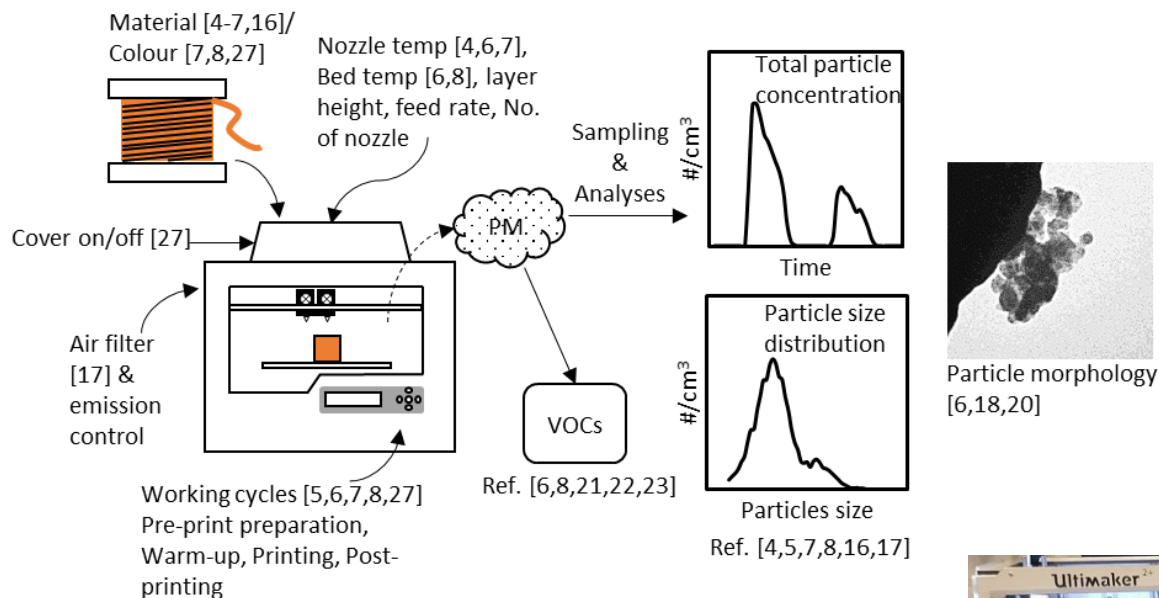 Material [4-7,16]/
Colour [7,8,27]
Nozzle temp [4,6,7],
Bed temp [6,8], layer
height, feed rate, No.
of nozzle
Cover on/off [27]
Air filter
[17] &
emission
control
Working cycles [5,6,7,8,27]
Pre-print preparation,
Warm-up, Printing, Post-
printing
PM
Sampling
&
Analyses
VOCs
Ref. [6,8,21,22,23]
Total particle
concentration
#/cm³
Time
Particle size
distribution
#/cm³
Particles size
Ref. [4,5,7,8,16,17]
Particle morphology
[6,18,20]
Ultimaker 2+